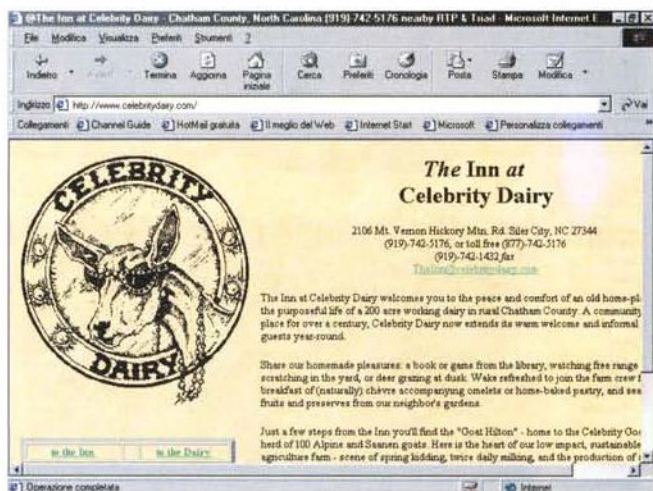 @The Inn at Celebrity Dairy - Chatham County, North Carolina (919)-742-5176 nearby RTP & Triad - Microsoft Internet E
File Modifica Visualizza Preferiti Strumenti ?
Indietro Termina Aggiorna Pagina iniziale Cerca Preferiti Cronologia Posta Stampa Modifica
Indirizzo http://www.celebritydairy.com/ Vai
Collegamenti Channel Guide HotMail gratuita Il meglio del Web Internet Start Microsoft Personalizza collegamenti
CELEBRITY
DAIRY
The Inn at
Celebrity Dairy
2106 Mt. Vernon Hickory Mtn. Rd. Siler City, NC 27344
(919)-742-5176, or toll free (877)-742-5176
(919)-742-1432 fax
TheInn@celebritydairy.com
The Inn at Celebrity Dairy welcomes you to the peace and comfort of an old home-pl
the purposeful life of a 200 acre working dairy in rural Chatham County. A community
place for over a century, Celebrity Dairy now extends its warm welcome and informal
guests year-round.
Share our homemade pleasures: a book or game from the library, watching free range
scratching in the yard, or deer grazing at dusk. Wake refreshed to join the farm crew f
breakfast of (naturally) chèvre accompanying omelets or home-baked pastry, and sea
fruits and preserves from our neighbor's gardens.
Just a few steps from the Inn you'll find the "Goat Hilton" - home to the Celebrity Goa
herd of 100 Alpine and Saanen goats. Here is the heart of our low impact, sustainable
agriculture farm - scene of spring kidding, twice daily milking, and the production of
to the Inn to the Dairy
Operazione completata Internet